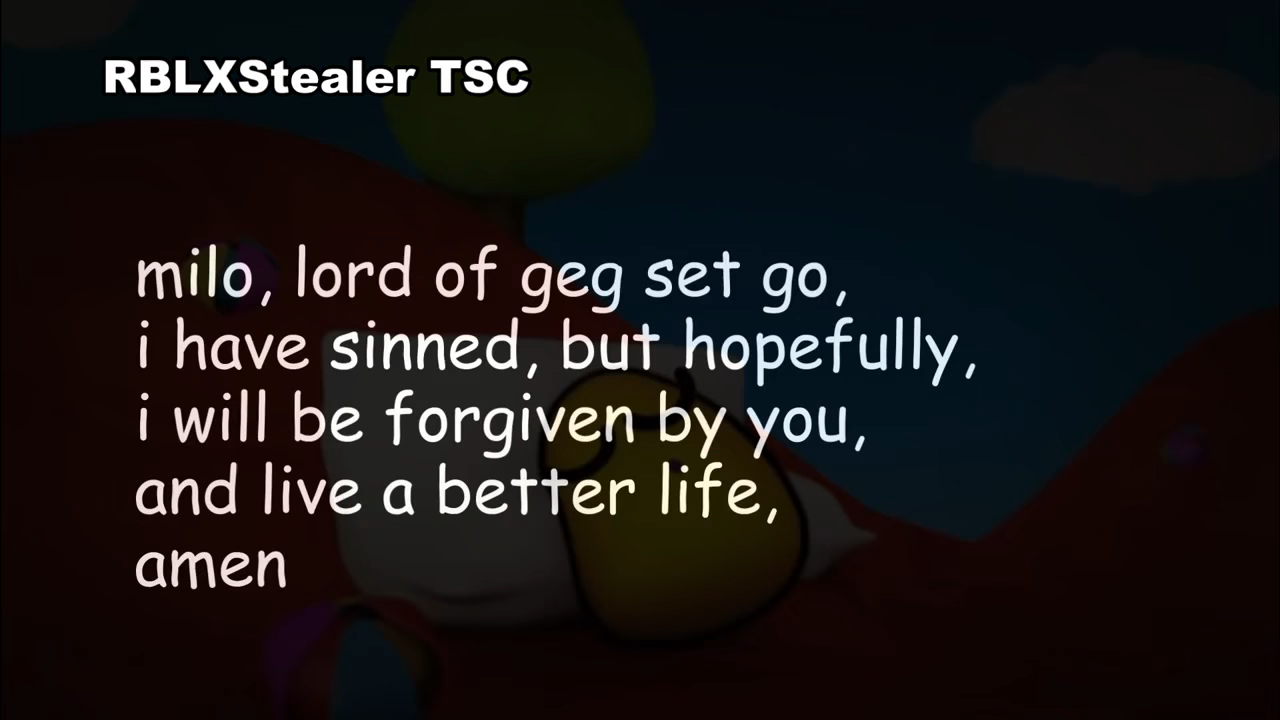 RBLXStealer TSC
milo, lord of geg set go,
i have sinned, but hopefully,
i will be forgiven by you,
and live a better life,
amen